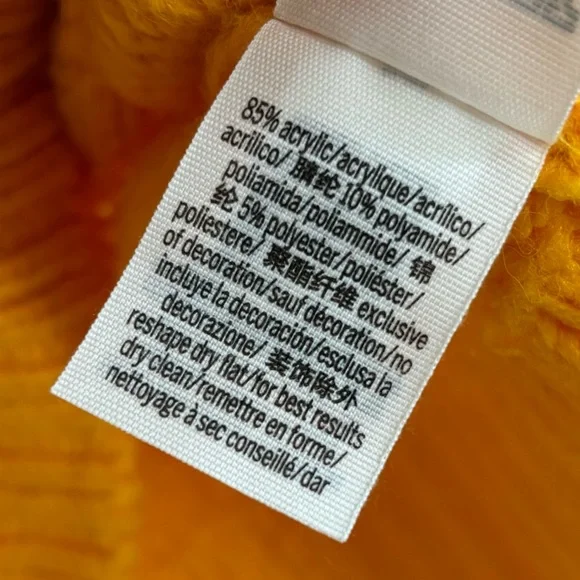 85% acrylic/acrylique/acrílico/
acrilico/ 腈纶 10% polyamide/
poliamida/poliammide/ 锦
纶 5% polyester/poliéster/
poliestere/ 聚酯纤维 exclusive
of decoration/sauf décoration/no
incluye la decoración/esclusa la
decorazione/ 装饰除外
reshape dry flat/for best results
dry clean/remettre en forme/
nettoyage à sec conseillé/dar